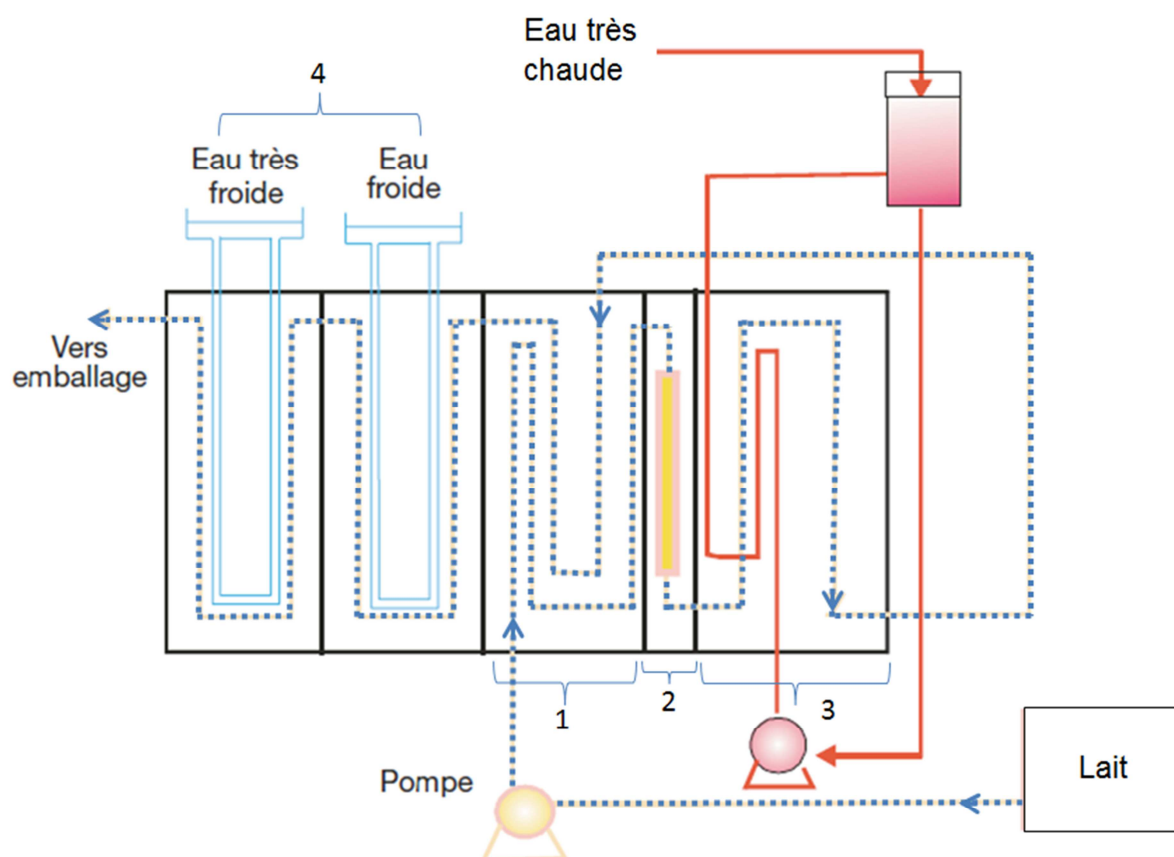 Eau très
chaude
4
Eau très
froide
Eau
froide
Vers
emballage
1
2
3
Pompe
Lait